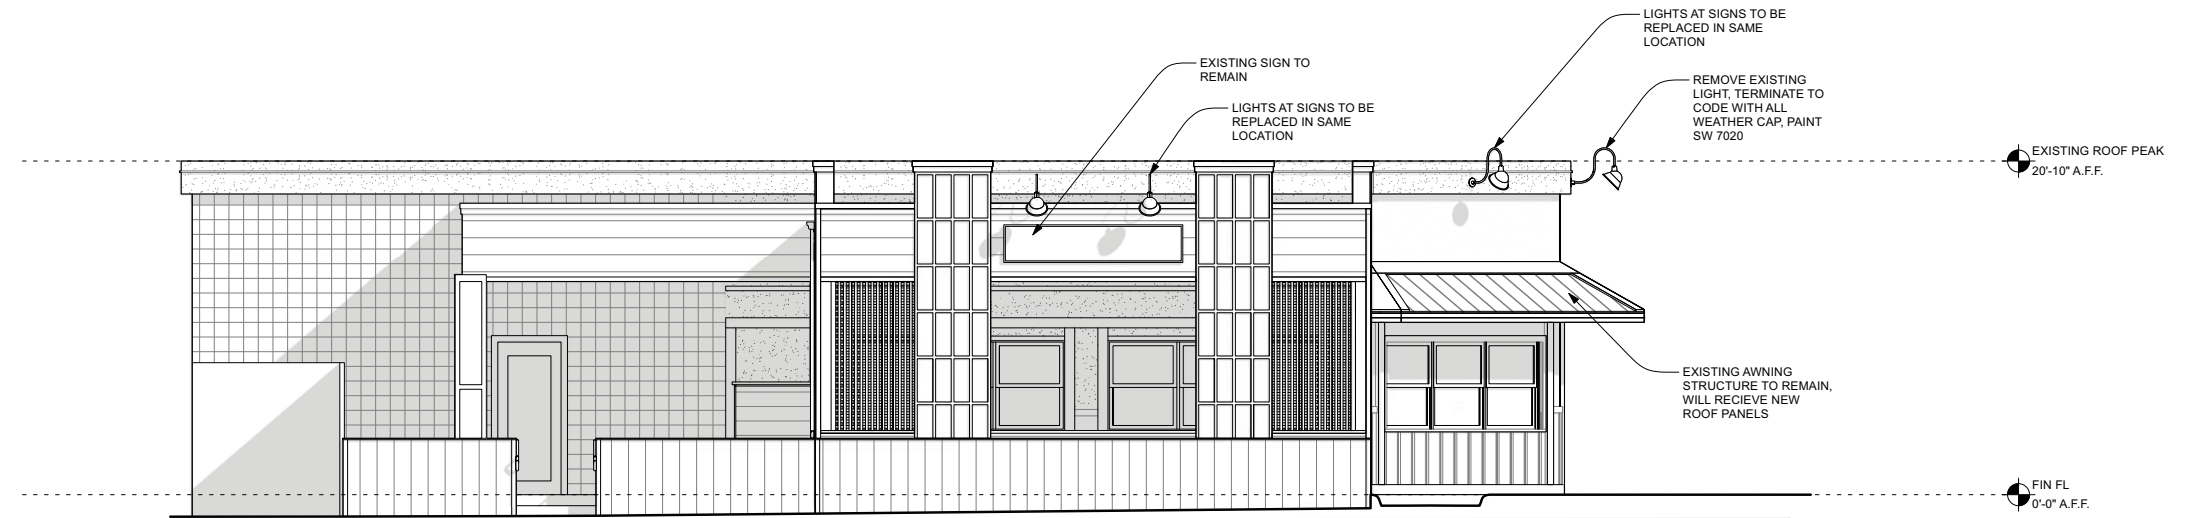 LIGHTS AT SIGNS TO BE
REPLACED IN SAME
LOCATION
EXISTING SIGN TO
REMAIN
REMOVE EXISTING
LIGHT, TERMINATE TO
CODE WITH ALL
WEATHER CAP, PAINT
SW 7020
LIGHTS AT SIGNS TO BE
REPLACED IN SAME
LOCATION
EXISTING ROOF PEAK
20'-10" A.F.F.
EXISTING AWNING
STRUCTURE TO REMAIN,
WILL RECIEVE NEW
ROOF PANELS
FIN FL
0'-0" A.F.F.